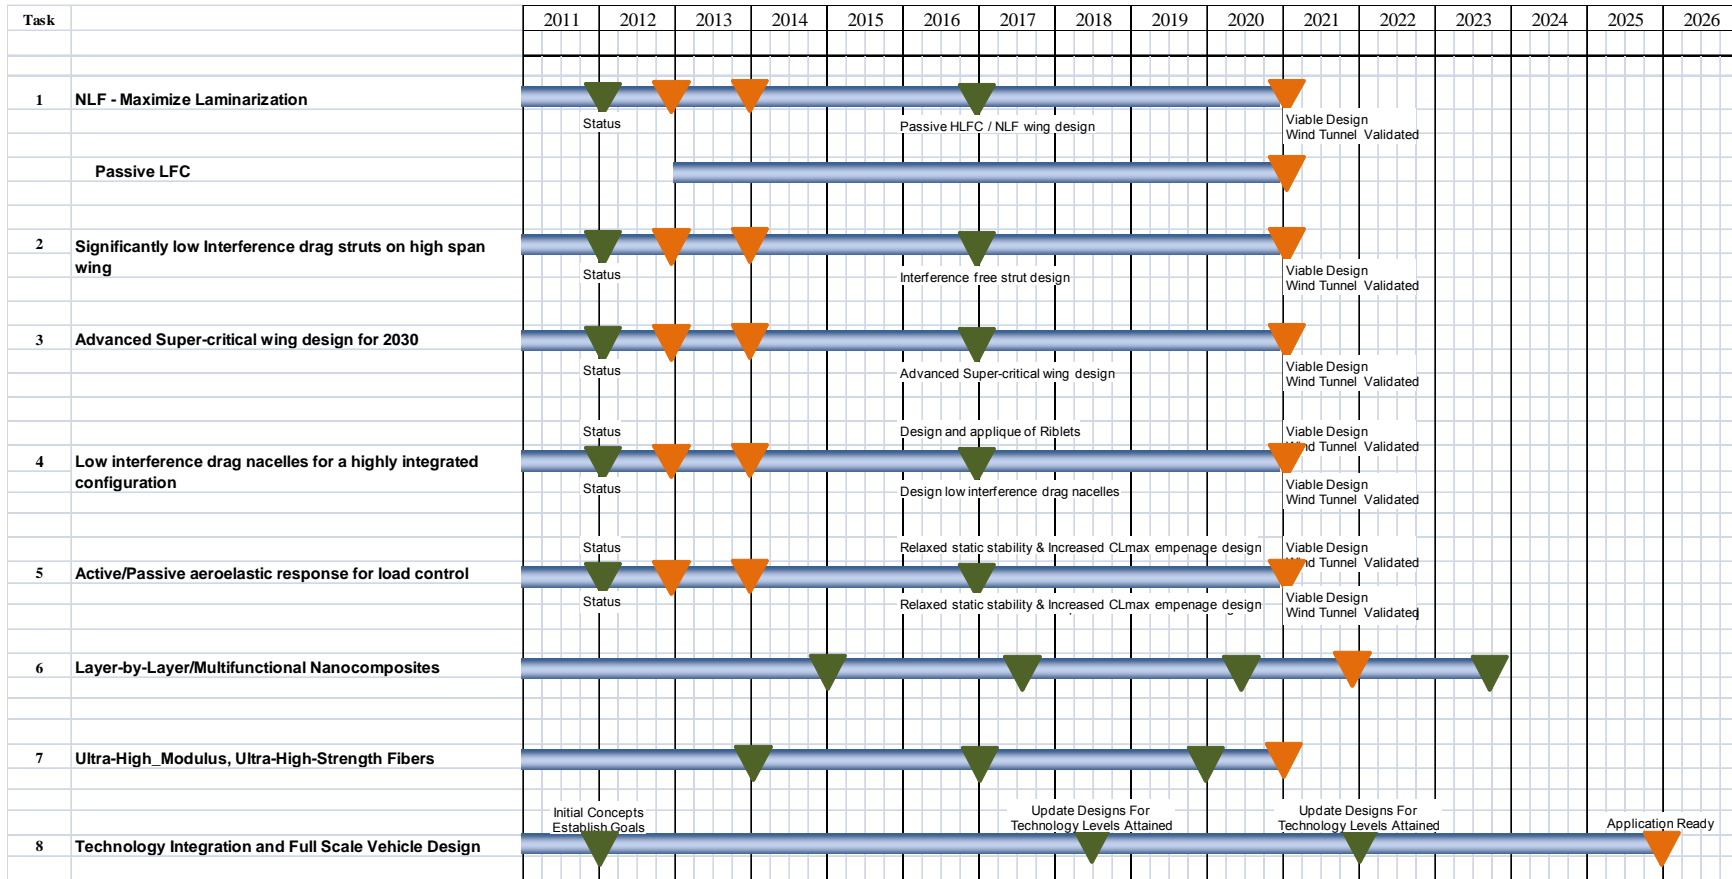 Task 2011 2012 2013 2014 2015 2016 2017 2018 2019 2020 2021 2022 2023 2024 2025 2026
1 NLF - Maximize Laminarization
Status
Passive HLFC / NLF wing design
Viable Design
Wind Tunnel Validated
Passive LFC
2 Significantly low Interference drag struts on high span
wing
Status
Interference free strut design
Viable Design
Wind Tunnel Validated
3 Advanced Super-critical wing design for 2030
Status
Advanced Super-critical wing design
Viable Design
Wind Tunnel Validated
Status
Design and applique of Riblets
Viable Design
Wind Tunnel Validated
4 Low interference drag nacelles for a highly integrated
configuration
Status
Design low interference drag nacelles
Viable Design
Wind Tunnel Validated
Status
Relaxed static stability & Increased CLmax empenage design
Viable Design
Wind Tunnel Validated
5 Active/Passive aeroelastic response for load control
Status
Relaxed static stability & Increased CLmax empenage design
Viable Design
Wind Tunnel Validated
6 Layer-by-Layer/Multifunctional Nanocomposites
7 Ultra-High_Modulus, Ultra-High-Strength Fibers
Initial Concepts
Establish Goals
Update Designs For
Technology Levels Attained
Update Designs For
Technology Levels Attained
Application Ready
8 Technology Integration and Full Scale Vehicle Design